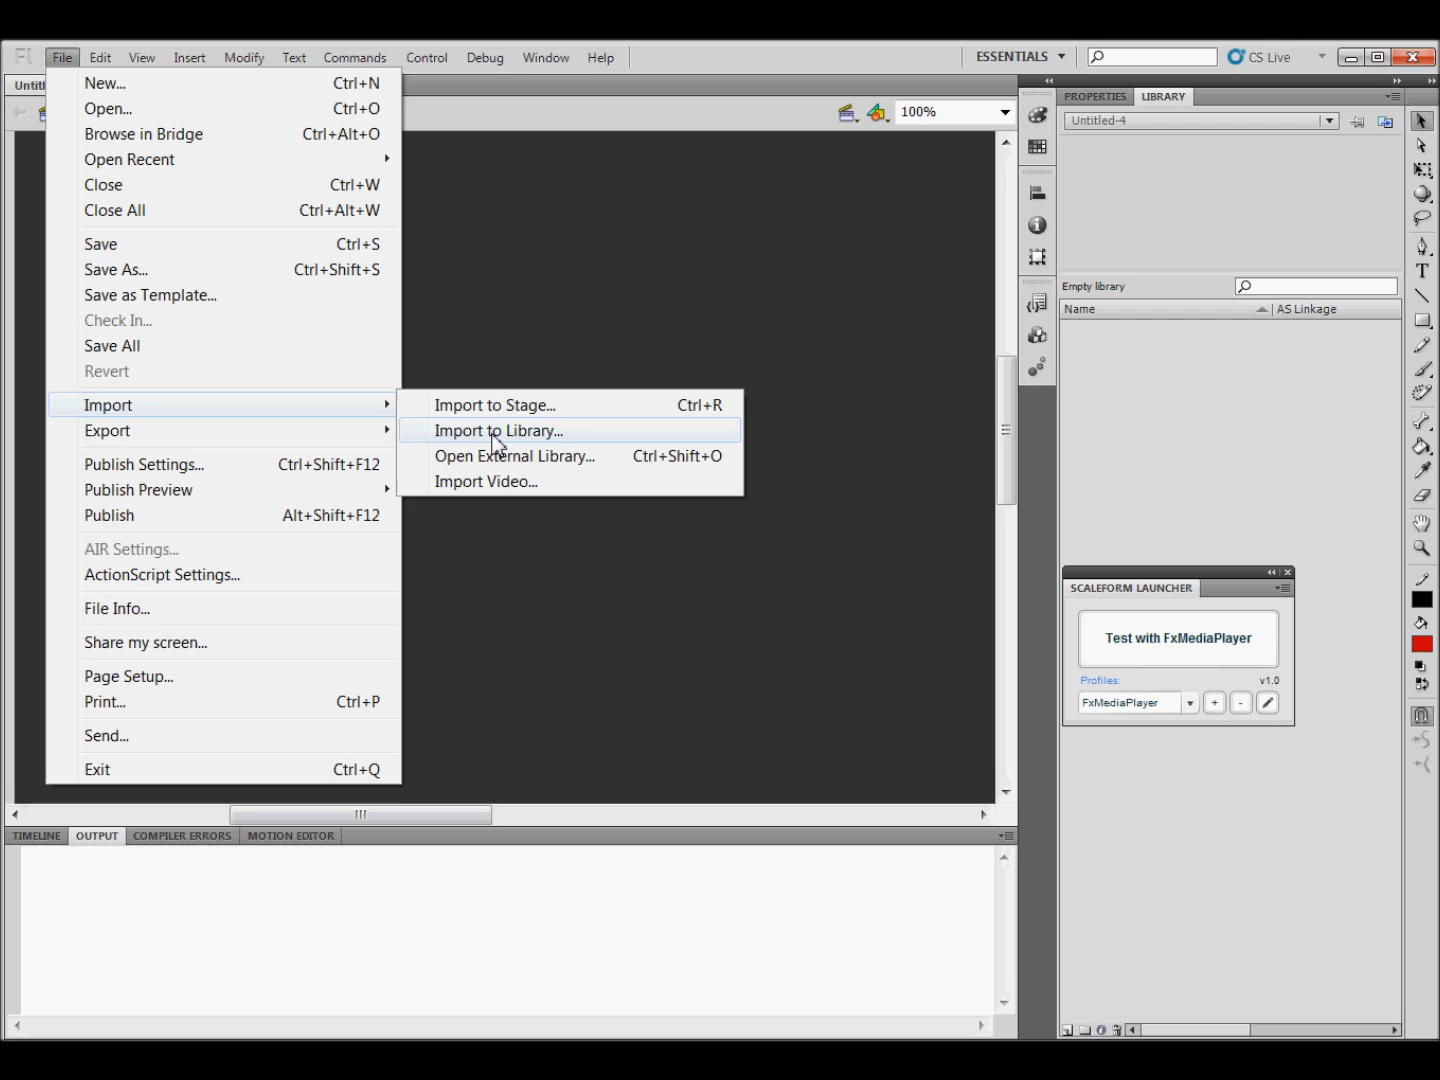 Fl File Edit View Insert Modify Text Commands Control Debug Window Help ESSENTIALS CS Live
Untitl
100%
New... Ctrl+N
Open... Ctrl+O
Browse in Bridge Ctrl+Alt+O
Open Recent
Close Ctrl+W
Close All Ctrl+Alt+W
Save Ctrl+S
Save As... Ctrl+Shift+S
Save as Template...
Check In...
Save All
Revert
Import
Export
Publish Settings... Ctrl+Shift+F12
Publish Preview
Publish Alt+Shift+F12
AIR Settings...
ActionScript Settings...
File Info...
Share my screen...
Page Setup...
Print... Ctrl+P
Send...
Exit Ctrl+Q
Import to Stage... Ctrl+R
Import to Library...
Open External Library... Ctrl+Shift+O
Import Video...
PROPERTIES LIBRARY
Untitled-4
Empty library
Name AS Linkage
SCALEFORM LAUNCHER
Test with FxMediaPlayer
Profiles: v1.0
FxMediaPlayer + -
TIMELINE OUTPUT COMPILER ERRORS MOTION EDITOR